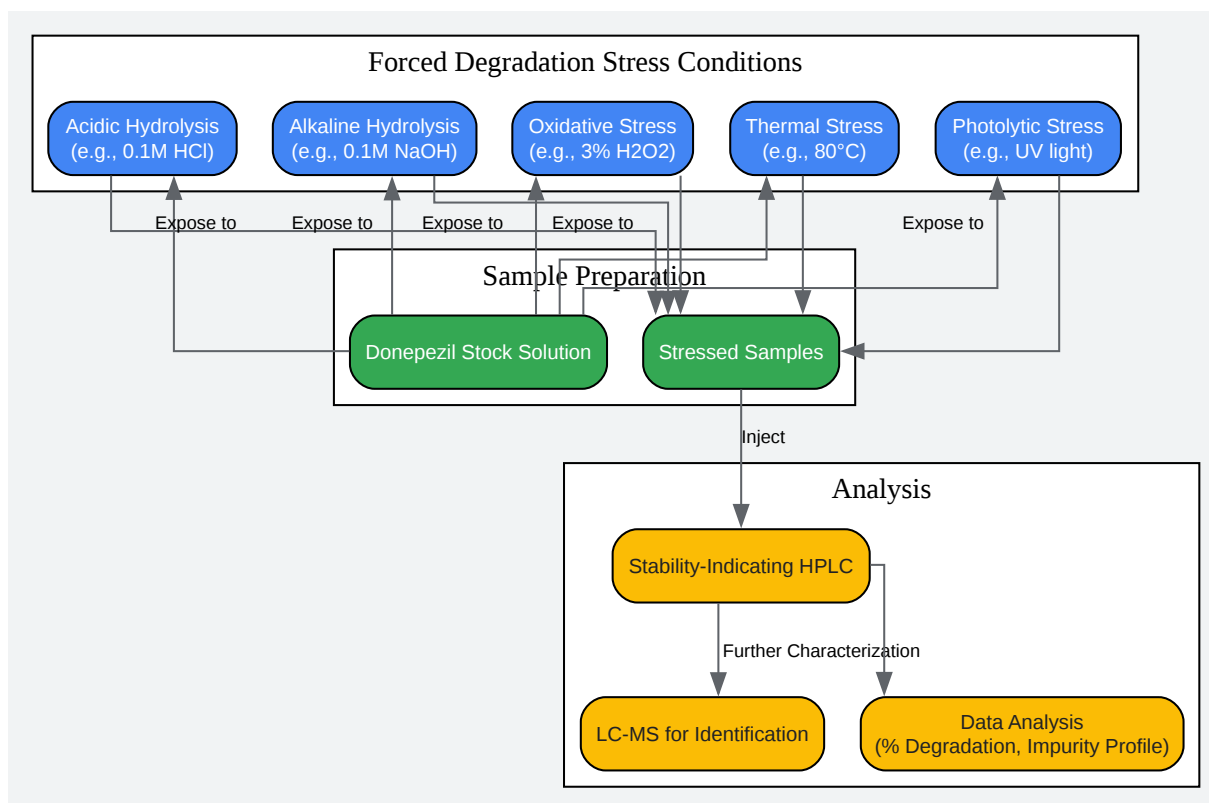 Forced Degradation Stress Conditions
Acidic Hydrolysis
(e.g., 0.1M HCl)
Alkaline Hydrolysis
(e.g., 0.1M NaOH)
Oxidative Stress
(e.g., 3% H2O2)
Thermal Stress
(e.g., 80°C)
Photolytic Stress
(e.g., UV light)
Expose to
Expose to
Expose to
Expose to
Expose to
Sample Preparation
Donepezil Stock Solution
Stressed Samples
Inject
Analysis
Stability-Indicating HPLC
Further Characterization
LC-MS for Identification
Data Analysis
(% Degradation, Impurity Profile)